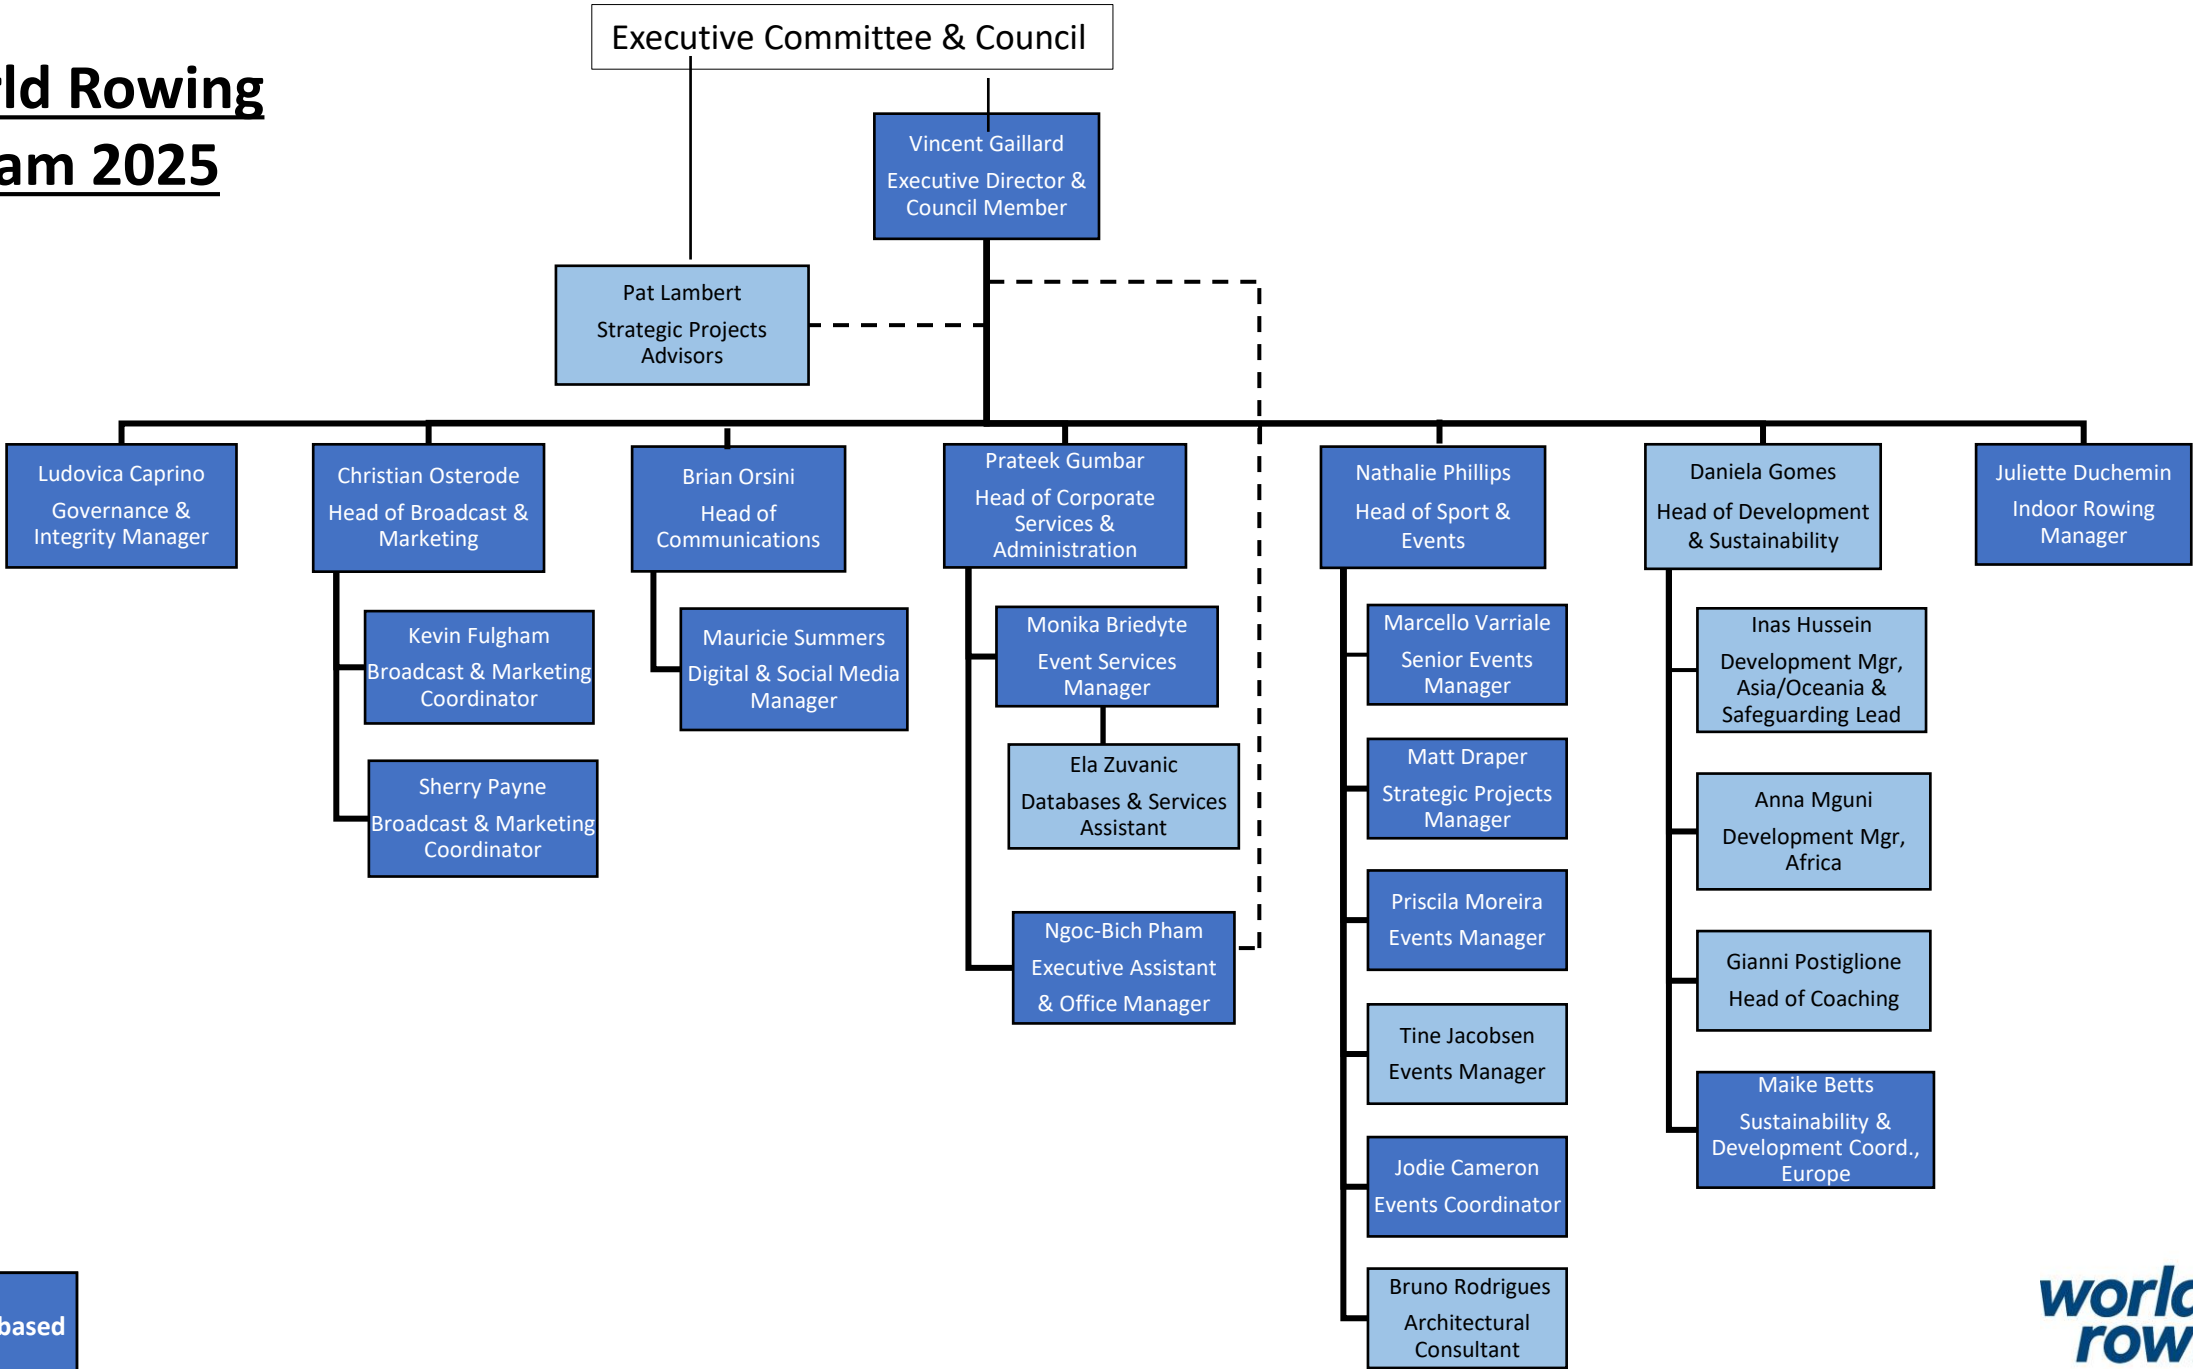 Executive Committee & Council
rld Rowing
am 2025
Vincent Gaillard
Executive Director &
Council Member
Pat Lambert
Strategic Projects
Advisors
Ludovica Caprino
Governance &
Integrity Manager
Christian Osterode
Head of Broadcast &
Marketing
Kevin Fulgham
Broadcast & Marketing
Coordinator
Sherry Payne
Broadcast & Marketing
Coordinator
Brian Orsini
Head of
Communications
Mauricie Summers
Digital & Social Media
Manager
Prateek Gumbar
Head of Corporate
Services &
Administration
Monika Briedyte
Event Services
Manager
Ela Zuvanic
Databases & Services
Assistant
Ngoc-Bich Pham
Executive Assistant
& Office Manager
Nathalie Phillips
Head of Sport &
Events
Marcello Varriale
Senior Events
Manager
Matt Draper
Strategic Projects
Manager
Priscila Moreira
Events Manager
Tine Jacobsen
Events Manager
Jodie Cameron
Events Coordinator
Bruno Rodrigues
Architectural
Consultant
Daniela Gomes
Head of Development
& Sustainability
Inas Hussein
Development Mgr,
Asia/Oceania &
Safeguarding Lead
Anna Mguni
Development Mgr,
Africa
Gianni Postiglione
Head of Coaching
Maike Betts
Sustainability &
Development Coord.,
Europe
Juliette Duchemin
Indoor Rowing
Manager
based
world
row